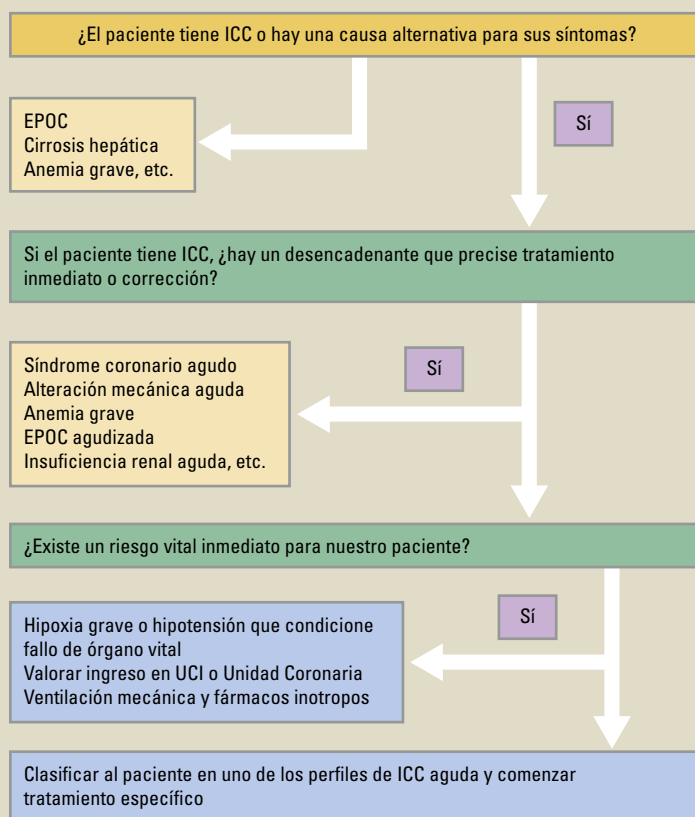 ¿El paciente tiene ICC o hay una causa alternativa para sus síntomas?
EPOC
Cirrosis hepática
Anemia grave, etc.
Sí
Si el paciente tiene ICC, ¿hay un desencadenante que precise tratamiento
inmediato o corrección?
Síndrome coronario agudo
Alteración mecánica aguda
Anemia grave
EPOC agudizada
Insuficiencia renal aguda, etc.
Sí
¿Existe un riesgo vital inmediato para nuestro paciente?
Hipoxia grave o hipotensión que condicione
fallo de órgano vital
Valorar ingreso en UCI o Unidad Coronaria
Ventilación mecánica y fármacos inotropos
Sí
Clasificar al paciente en uno de los perfiles de ICC aguda y comenzar
tratamiento específico